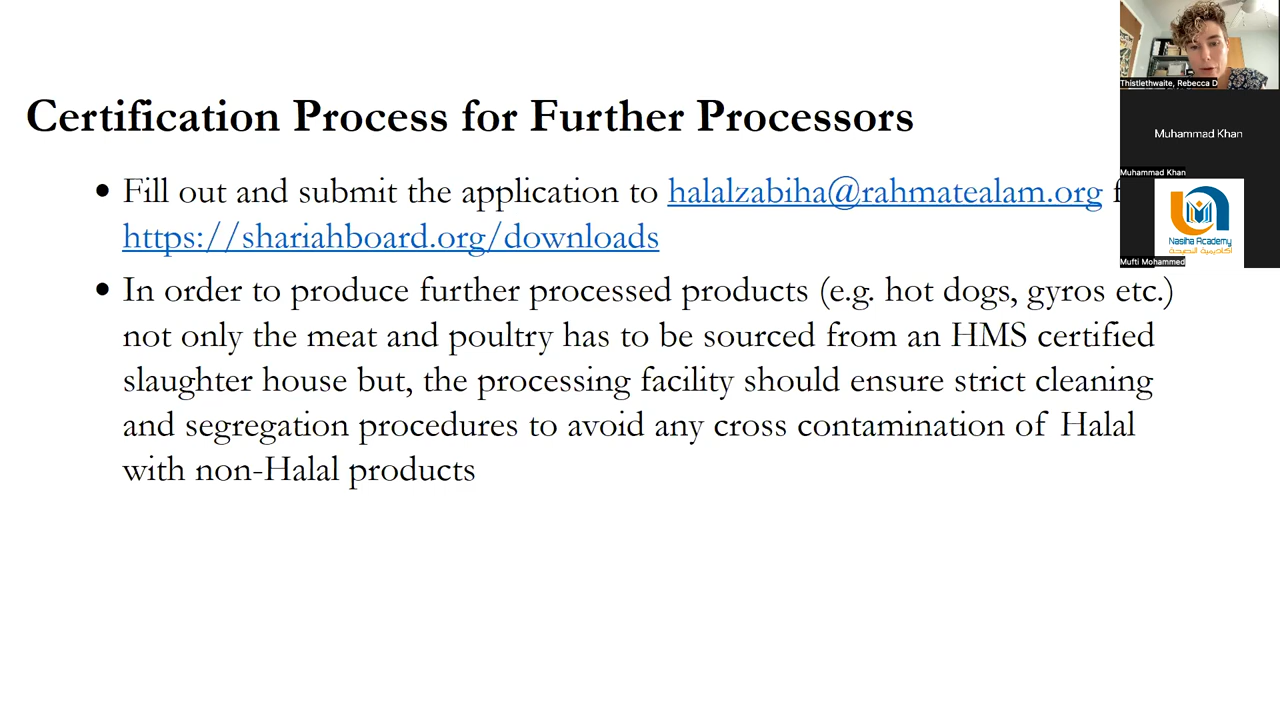 Certification Process for Further Processors
• Fill out and submit the application to halalzabiha@rahmatealam.org
https://shariahboard.org/downloads
• In order to produce further processed products (e.g. hot dogs, gyros etc.)
not only the meat and poultry has to be sourced from an HMS certified
slaughter house but, the processing facility should ensure strict cleaning
and segregation procedures to avoid any cross contamination of Halal
with non-Halal products
Thistlethwaite, Rebecca D
Muhammad Khan
Muhammad Khan
Nasiha Academy
أكاديمية النصيحة
Mufti Mohammed